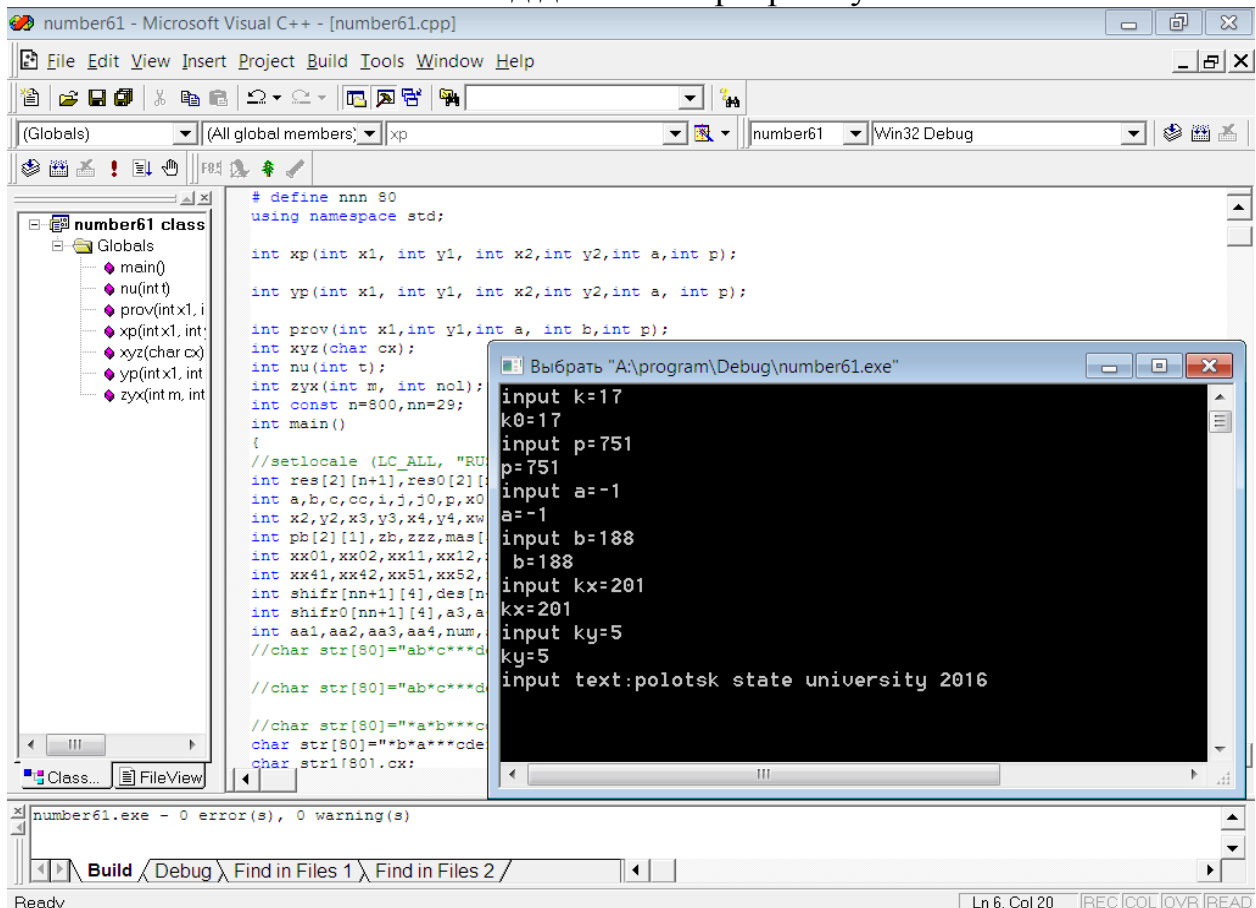 number61 - Microsoft Visual C++ - [number61.cpp]
File Edit View Insert Project Build Tools Window Help
(Globals) (All global members) xp number61 Win32 Debug
number61 class
Globals
main()
nu(int t)
prov(int x1, i
xp(int x1, int
xyz(char cx)
yp(int x1, int
zyx(int m, int
# define nnn 80
using namespace std;
int xp(int x1, int y1, int x2,int y2,int a,int p);
int yp(int x1, int y1, int x2,int y2,int a, int p);
int prov(int x1,int y1,int a, int b,int p);
int xyz(char cx);
int nu(int t);
int zyx(int m, int nol);
int const n=800,nn=29;
int main()
{
//setlocale (LC_ALL, "RU
int res[2][n+1],res0[2][
int a,b,c,cc,i,j,j0,p,x0
int x2,y2,x3,y3,x4,y4,xw
int pb[2][1],zb,zzz,mas[
int xx01,xx02,xx11,xx12,
int xx41,xx42,xx51,xx52,
int shifr[nn+1][4],des[n
int shifr0[nn+1][4],a3,a
int aa1,aa2,aa3,aa4,num,
//char str[80]="ab*c***d
//char str[80]="ab*c***d
//char str[80]="*a*b***c
char str[80]="*b*a***cde
char str1[80],cx;
Выбрать "A:\program\Debug\number61.exe"
input k=17
k0=17
input p=751
p=751
input a=-1
a=-1
input b=188
b=188
input kx=201
kx=201
input ky=5
ky=5
input text:polotsk state university 2016
Class... FileView
number61.exe - 0 error(s), 0 warning(s)
Build Debug Find in Files 1 Find in Files 2
Ready Ln 6, Col 20 REC COL OVR READ